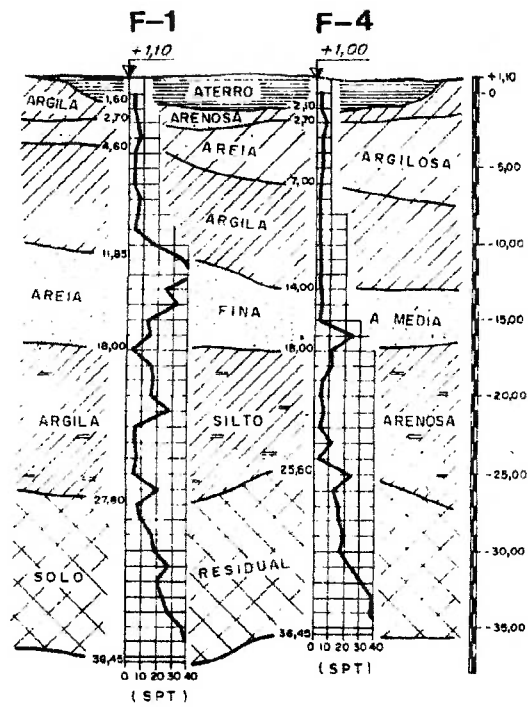 F-1 F-4
+1,10 +1,00
+1,10
ATERRO 0
ARGILA 1,60 2,10
2,70 ARENOSA 2,70
4,60 AREIA ARGILOSA
-5,00
7,00
ARGILA
-10,00
11,85
14,00
AREIA FINA A MEDIA
-15,00
18,00 18,00
-20,00
ARGILA SILTO ARENOSA
25,60 -25,00
27,80
-30,00
SOLO RESIDUAL
36,45 -35,00
39,45
0 10 20 30 40 0 10 20 30 40
(SPT) (SPT)